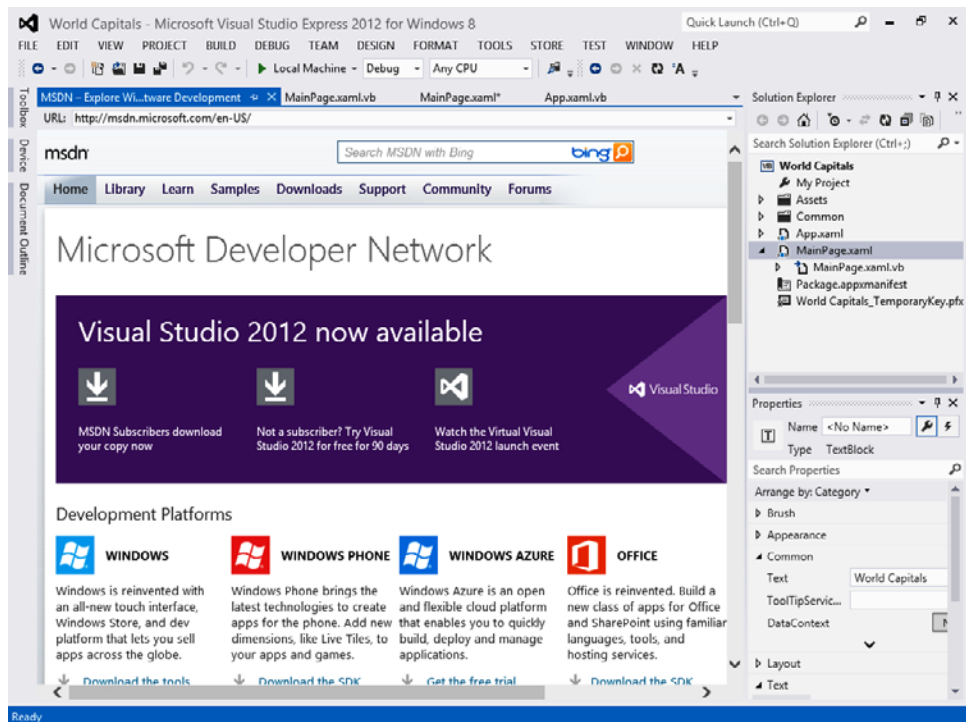 World Capitals - Microsoft Visual Studio Express 2012 for Windows 8
Quick Launch (Ctrl+Q)
FILE EDIT VIEW PROJECT BUILD DEBUG TEAM DESIGN FORMAT TOOLS STORE TEST WINDOW HELP
Local Machine Debug Any CPU
Toolbox
Device
Document Outline
MSDN – Explore Wi...tware Development MainPage.xaml.vb MainPage.xaml* App.xaml.vb
URL: http://msdn.microsoft.com/en-US/
msdn
Search MSDN with Bing
bing
Home Library Learn Samples Downloads Support Community Forums
Microsoft Developer Network
Visual Studio 2012 now available
MSDN Subscribers download
your copy now
Not a subscriber? Try Visual
Studio 2012 for free for 90 days
Watch the Virtual Visual
Studio 2012 launch event
Visual Studio
Development Platforms
WINDOWS
Windows is reinvented with
an all-new touch interface,
Windows Store, and dev
platform that lets you sell
apps across the globe.
Download the tools
WINDOWS PHONE
Windows Phone brings the
latest technologies to create
apps for the phone. Add new
dimensions, like Live Tiles, to
your apps and games.
Download the SDK
WINDOWS AZURE
Windows Azure is an open
and flexible cloud platform
that enables you to quickly
build, deploy and manage
applications.
Get the free trial
OFFICE
Office is reinvented. Build a
new class of apps for Office
and SharePoint using familiar
languages, tools, and
hosting services.
Download the SDK
Solution Explorer
Search Solution Explorer (Ctrl+;)
VB World Capitals
My Project
Assets
Common
App.xaml
MainPage.xaml
MainPage.xaml.vb
Package.appxmanifest
World Capitals_TemporaryKey.pfx
Properties
Name <No Name>
Type TextBlock
Search Properties
Arrange by: Category
Brush
Appearance
Common
Text World Capitals
ToolTipServic...
DataContext N
Layout
Text
Ready